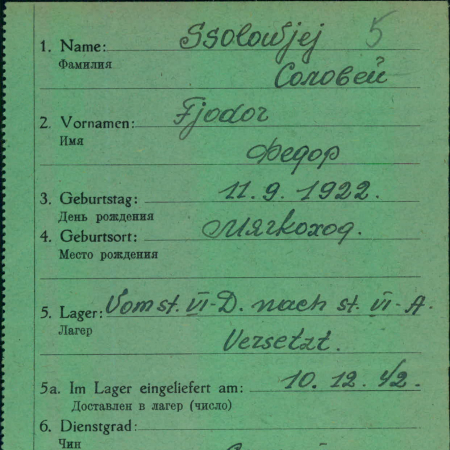 1. Name: Ssolowjej 5
Фамилия
Соловей
2. Vornamen: Fjodor
Имя
Федор
3. Geburtstag: 11.9.1922.
День рождения
4. Geburtsort: Мягкоход.
Место рождения
5. Lager: Vom st. VI-D. nach st. VI-A.
Лагер
Versetzt.
5a. Im Lager eingeliefert am: 10.12.42.
Доставлен в лагер (число)
6. Dienstgrad:
Чин